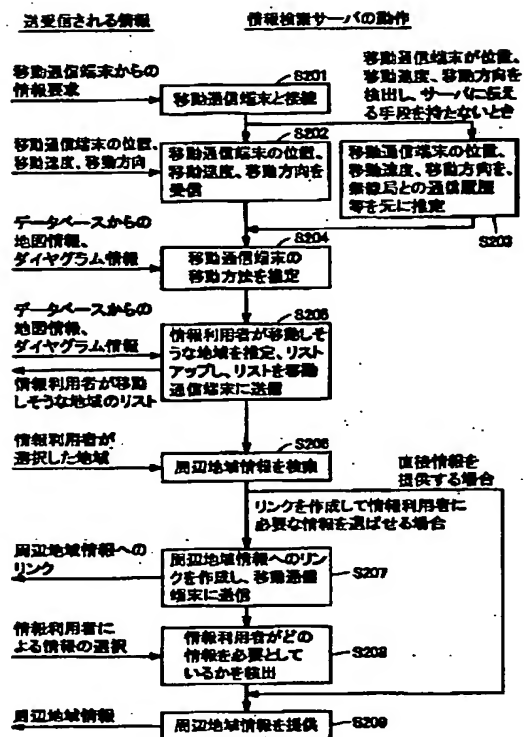 送受信される情報
情報検索サーバの動作
移動通信端末からの
情報要求
S201
移動通信端末と接続
移動通信端末が位置、
移動速度、移動方向を
検出し、サーバに伝え
る手段を持たないとき
移動通信端末の位置、
移動速度、移動方向
S202
移動通信端末の位置、
移動速度、移動方向を
受信
移動通信端末の位置、
移動速度、移動方向を、
無線局との通信履歴
等を元に推定
S203
データベースからの
地図情報、
ダイヤグラム情報
S204
移動通信端末の
移動方法を推定
データベースからの
地図情報、
ダイヤグラム情報
情報利用者が移動
しそうな地域のリスト
S205
情報利用者が移動しそ
うな地域を推定、リスト
アップし、リストを移動
通信端末に送信
情報利用者が
選択した地域
S206
周辺地域情報を検索
直接情報を
提供する場合
リンクを作成して情報利用者に
必要な情報を選ばせる場合
周辺地域情報への
リンク
周辺地域情報へのリン
クを作成し、移動通信
端末に送信
S207
情報利用者に
よる情報の選択
情報利用者がどの
情報を必要として
いるかを検出
S208
周辺地域情報
周辺地域情報を提供
S209